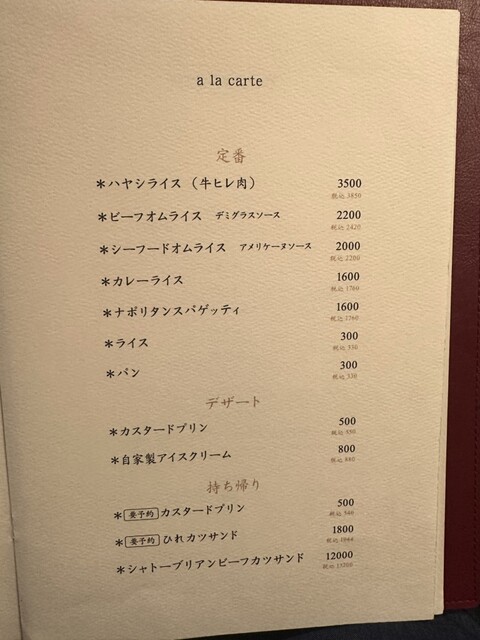 a la carte
定番
＊ハヤシライス （牛ヒレ肉） 3500
税込 3850
＊ビーフオムライス デミグラスソース 2200
税込 2420
＊シーフードオムライス アメリケーヌソース 2000
税込 2200
＊カレーライス 1600
税込 1760
＊ナポリタンスパゲッティ 1600
税込 1760
＊ライス 300
税込 330
＊パン 300
税込 330
デザート
＊カスタードプリン 500
税込 550
＊自家製アイスクリーム 800
税込 880
持ち帰り
＊要予約 カスタードプリン 500
税込 540
＊要予約 ひれカツサンド 1800
税込 1944
＊シャトーブリアンビーフカツサンド 12000
税込